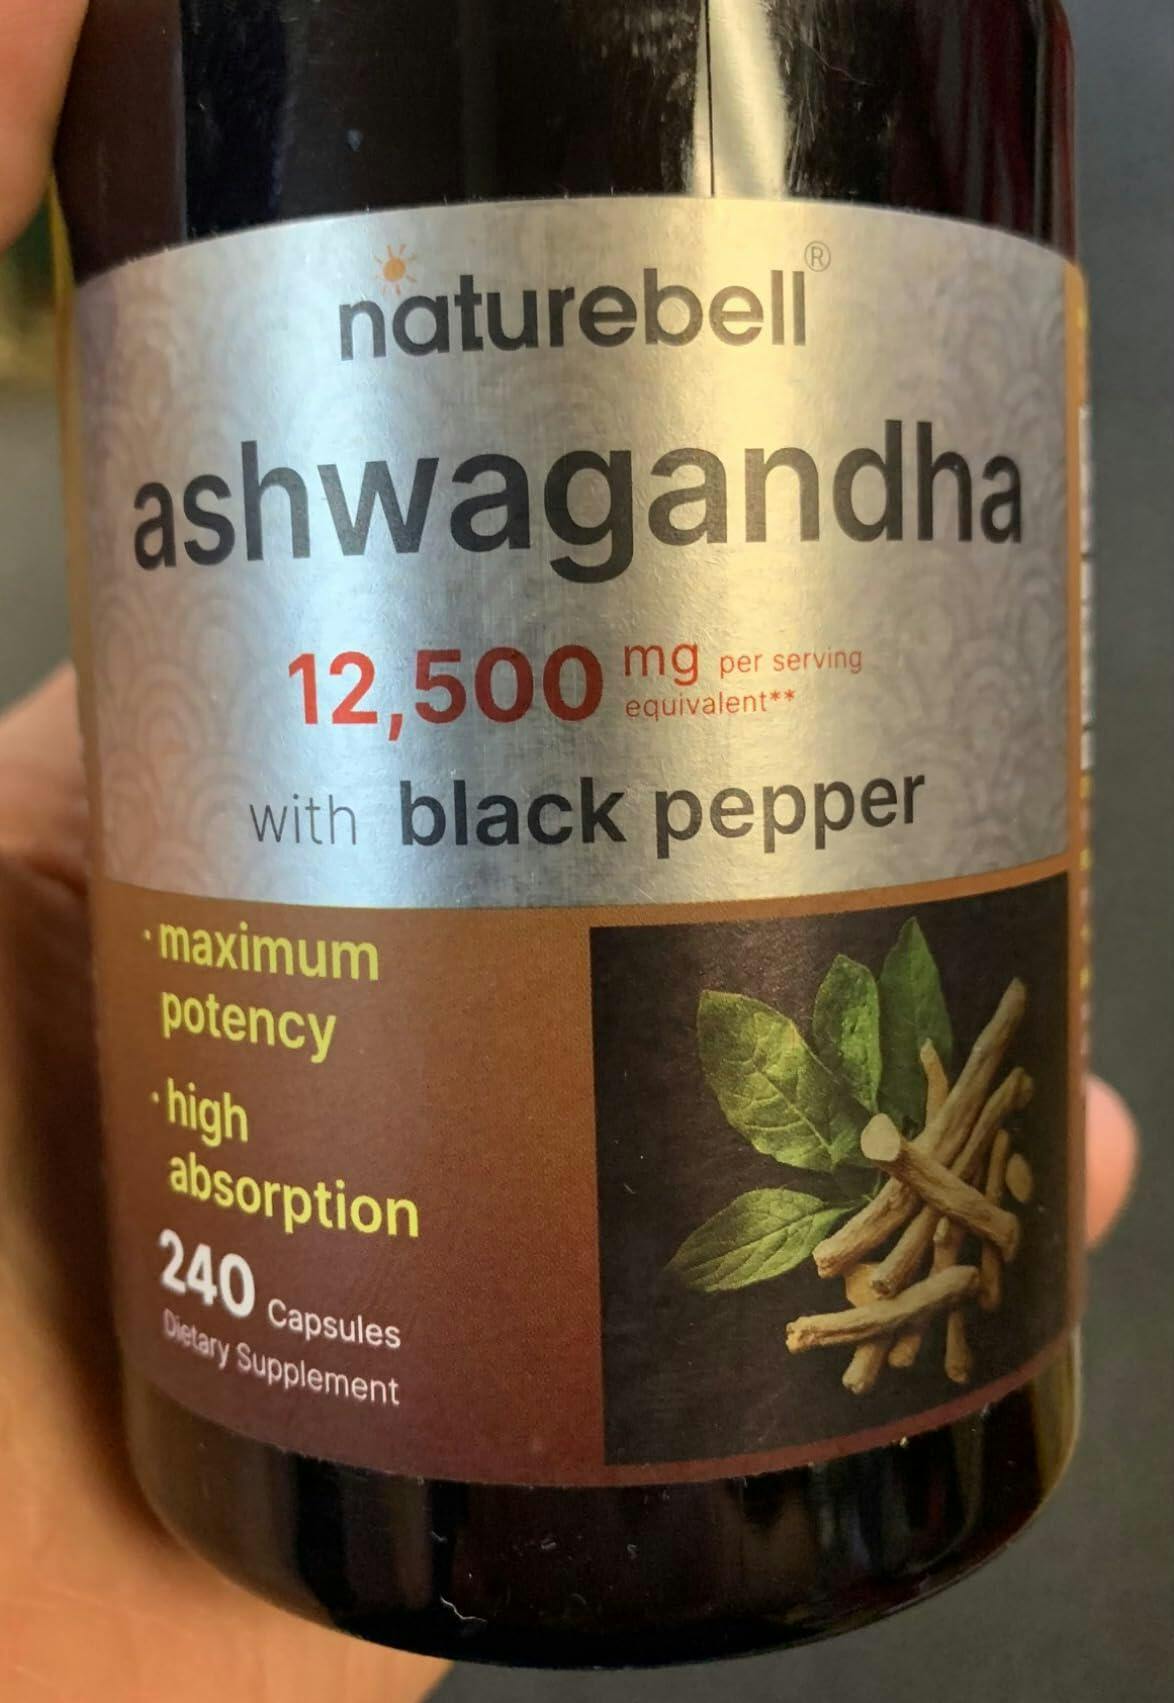 naturebell®
ashwagandha
12,500 mg per serving
equivalent**
with black pepper
· maximum
potency
· high
absorption
240 Capsules
Dietary Supplement